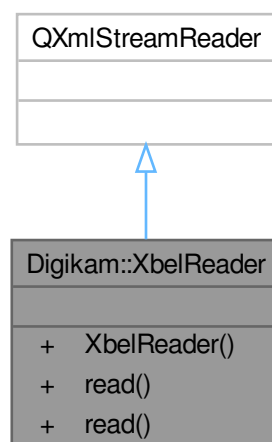 QXmlStreamReader
Digikam::XbelReader
+ XbelReader()
+ read()
+ read()